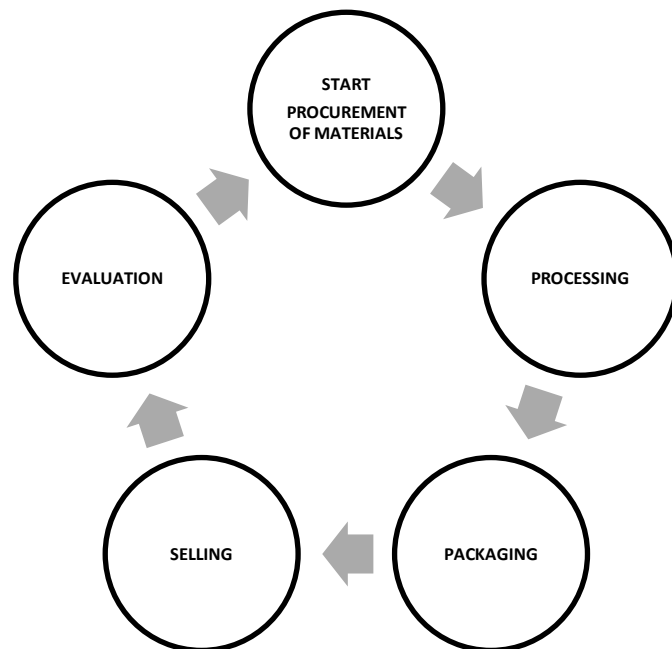 START
PROCUREMENT
OF MATERIALS
PROCESSING
PACKAGING
SELLING
EVALUATION